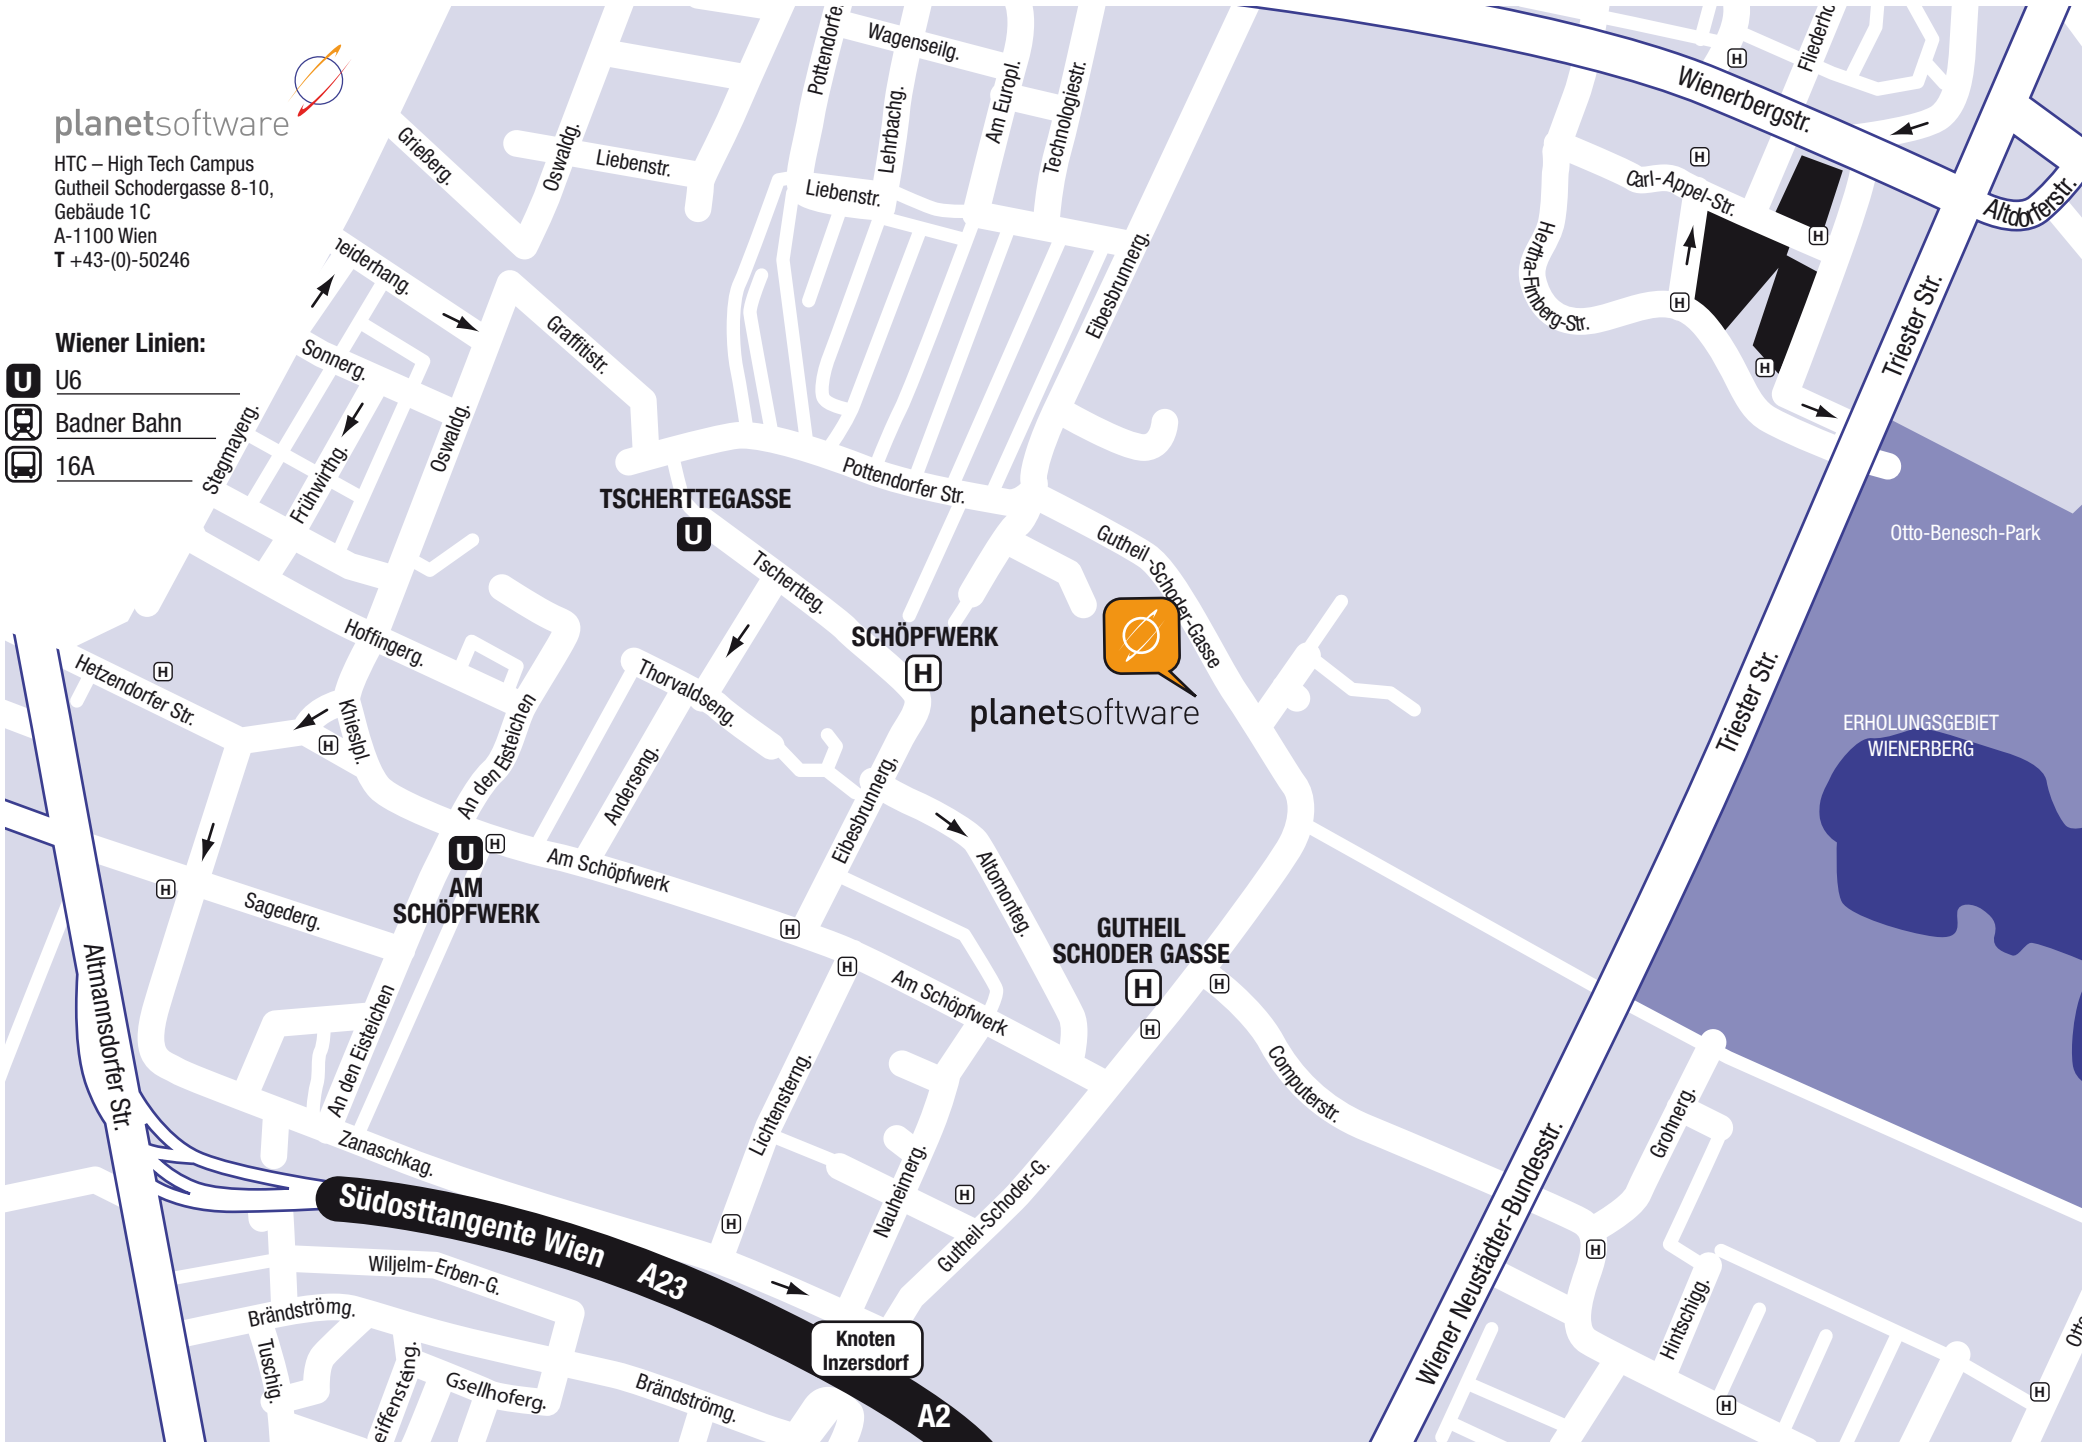 planetsoftware
HTC – High Tech Campus
Gutheil Schodergasse 8-10,
Gebäude 1C
A-1100 Wien
T +43-(0)-50246
Wiener Linien:
U U6
Badner Bahn
16A
Wagenseilg.
Lehrbachg.
Am Europl.
Technologiestr.
H
Wienerbergstr.
Grießerg.
Oswaldg.
Liebenstr.
Liebenstr.
H
Carl-Appel-Str.
Altdorferstr.
H
Hertha-Firnberg-Str.
H
Triester Str.
Eibesbrunnerg.
Graffitistr.
Sonnerg.
H
Stegmayerg.
Frühwirthg.
Oswaldg.
Pottendorfer Str.
TSCHERTTEGASSE
U
Tschertteg.
Gutheil-Schoder-Gasse
Otto-Benesch-Park
Hoffingerg.
SCHÖPFWERK
H
Hetzendorfer Str.
H
Thorvaldseng.
planetsoftware
Triester Str.
ERHOLUNGSGEBIET
WIENERBERG
Khieslpl.
H
An den Eisteichen
Anderseng.
Eibesbrunnerg,
U
H
AM
SCHÖPFWERK
Am Schöpfwerk
Altomonteg.
H
Sagederg.
H
GUTHEIL
SCHODER GASSE
H
H
H
H
Am Schöpfwerk
Altmannsdorfer Str.
An den Eisteichen
Lichtensterng.
Computerstr.
Grohnerg.
Zanaschkag.
Nauheimerg.
H
H
Gutheil-Schoder-G.
Wiener Neustädter-Bundesstr.
H
Südosttangente Wien A23
Wiljelm-Erben-G.
Brändströmg.
Tuschig.
Gsellhoferg.
Brändströmg.
Knoten
Inzersdorf
A2
Hintschigg.
H
H